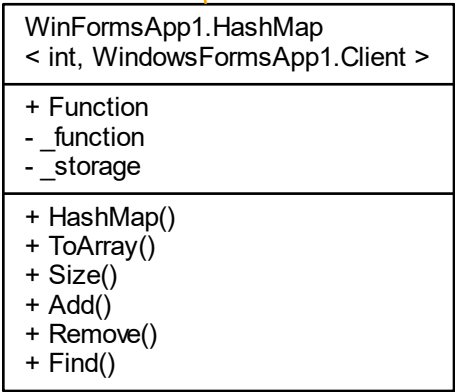 WinFormsApp1.HashMap
< int, WindowsFormsApp1.Client >
+ Function
- _function
- _storage
+ HashMap()
+ ToArray()
+ Size()
+ Add()
+ Remove()
+ Find()